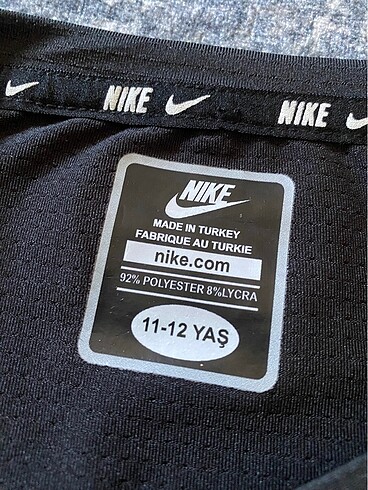 NIKE NIKE
NIKE
MADE IN TURKEY
FABRIQUE AU TURKIE
nike.com
92% POLYESTER 8%LYCRA
11-12 YAŞ